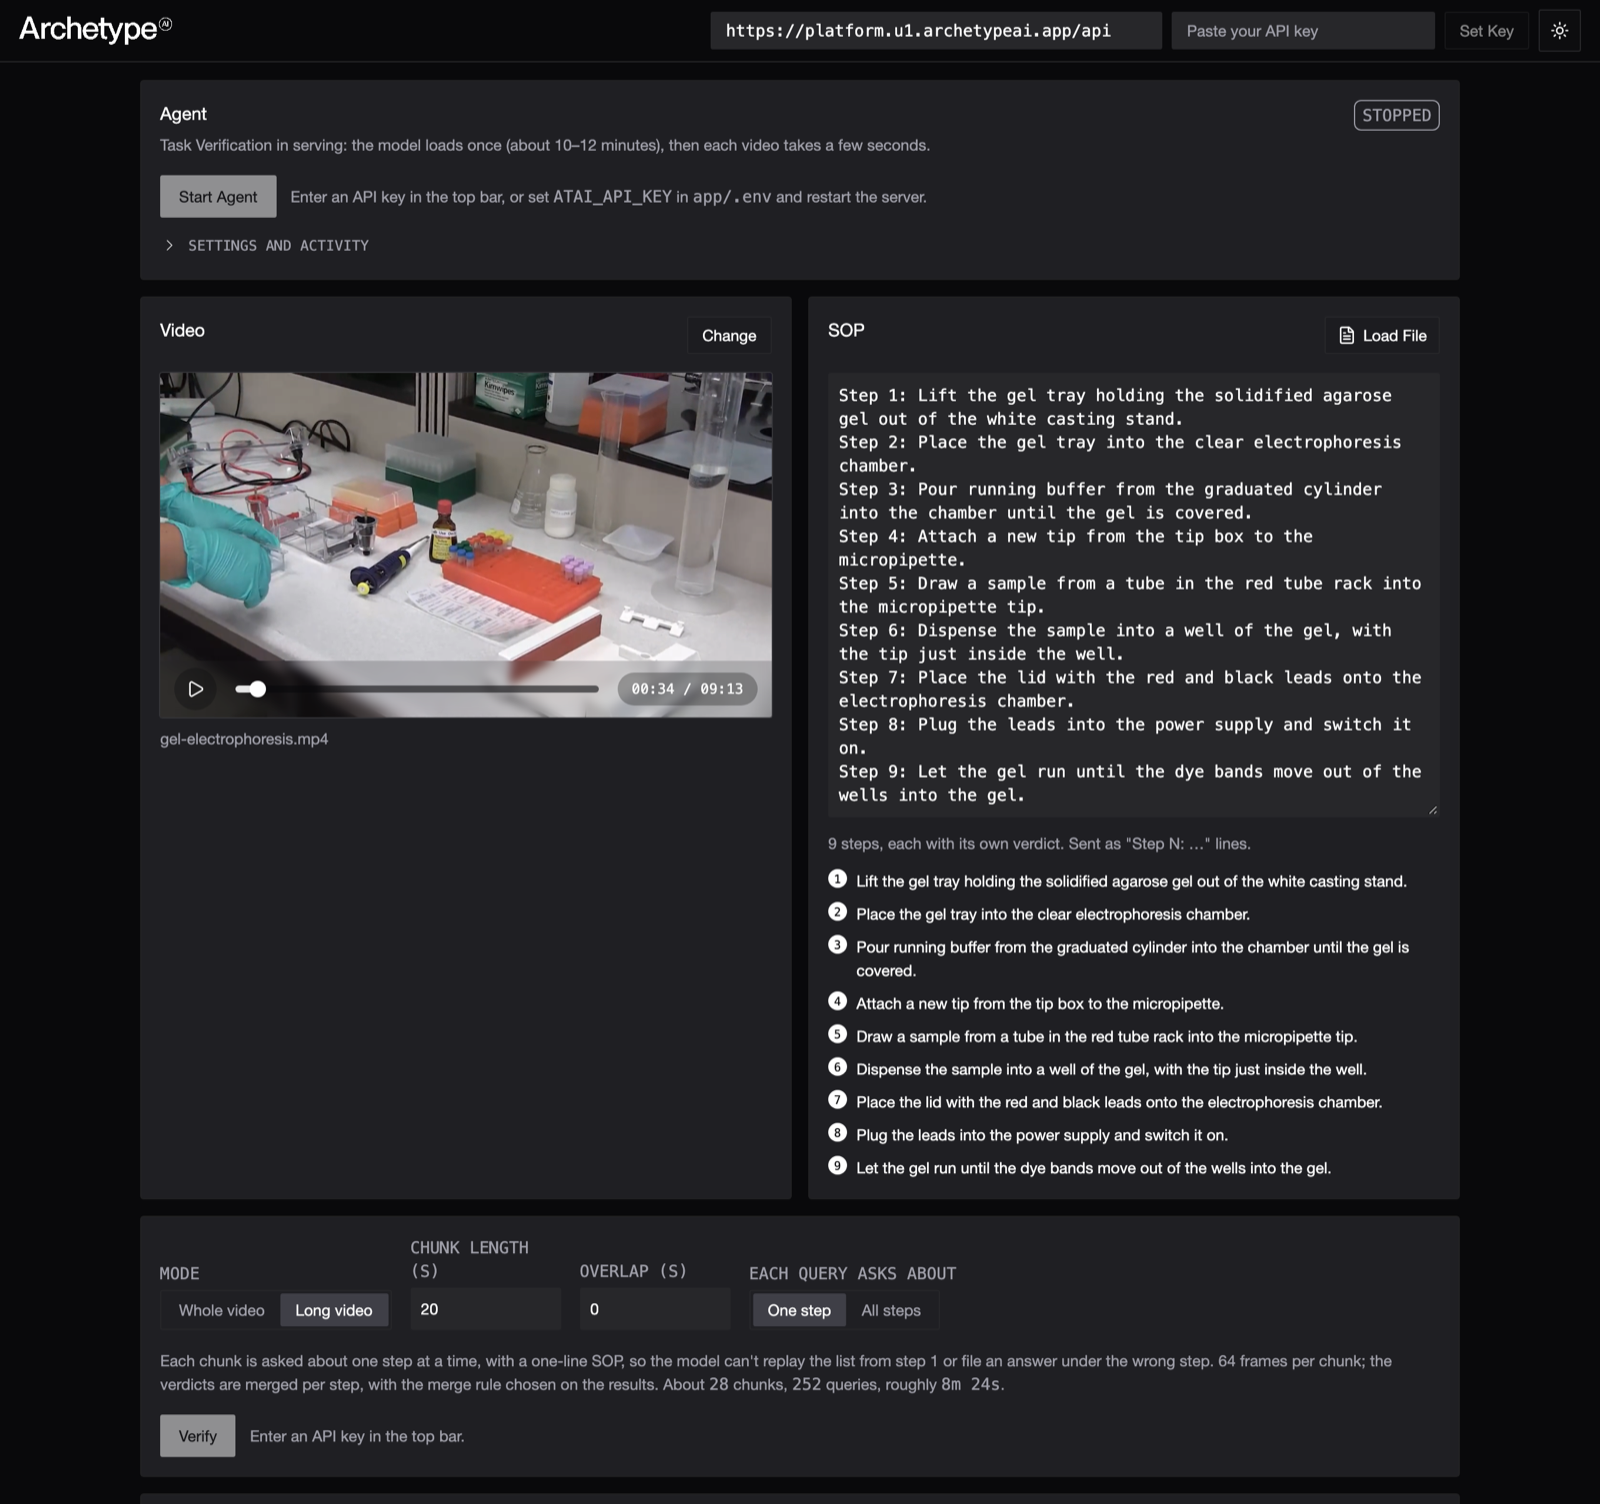 Archetype AI
https://platform.u1.archetypeai.app/api
Paste your API key
Set Key
Agent
STOPPED
Task Verification in serving: the model loads once (about 10–12 minutes), then each video takes a few seconds.
Start Agent
Enter an API key in the top bar, or set ATAI_API_KEY in app/.env and restart the server.
SETTINGS AND ACTIVITY
Video
Change
Kimwipes
00:34 / 09:13
gel-electrophoresis.mp4
SOP
Load File
Step 1: Lift the gel tray holding the solidified agarose
gel out of the white casting stand.
Step 2: Place the gel tray into the clear electrophoresis
chamber.
Step 3: Pour running buffer from the graduated cylinder
into the chamber until the gel is covered.
Step 4: Attach a new tip from the tip box to the
micropipette.
Step 5: Draw a sample from a tube in the red tube rack into
the micropipette tip.
Step 6: Dispense the sample into a well of the gel, with
the tip just inside the well.
Step 7: Place the lid with the red and black leads onto the
electrophoresis chamber.
Step 8: Plug the leads into the power supply and switch it
on.
Step 9: Let the gel run until the dye bands move out of the
wells into the gel.
9 steps, each with its own verdict. Sent as "Step N: …" lines.
1 Lift the gel tray holding the solidified agarose gel out of the white casting stand.
2 Place the gel tray into the clear electrophoresis chamber.
3 Pour running buffer from the graduated cylinder into the chamber until the gel is
covered.
4 Attach a new tip from the tip box to the micropipette.
5 Draw a sample from a tube in the red tube rack into the micropipette tip.
6 Dispense the sample into a well of the gel, with the tip just inside the well.
7 Place the lid with the red and black leads onto the electrophoresis chamber.
8 Plug the leads into the power supply and switch it on.
9 Let the gel run until the dye bands move out of the wells into the gel.
MODE
Whole video
Long video
CHUNK LENGTH
(S)
20
OVERLAP (S)
0
EACH QUERY ASKS ABOUT
One step
All steps
Each chunk is asked about one step at a time, with a one-line SOP, so the model can't replay the list from step 1 or file an answer under the wrong step. 64 frames per chunk; the
verdicts are merged per step, with the merge rule chosen on the results. About 28 chunks, 252 queries, roughly 8m 24s.
Verify
Enter an API key in the top bar.